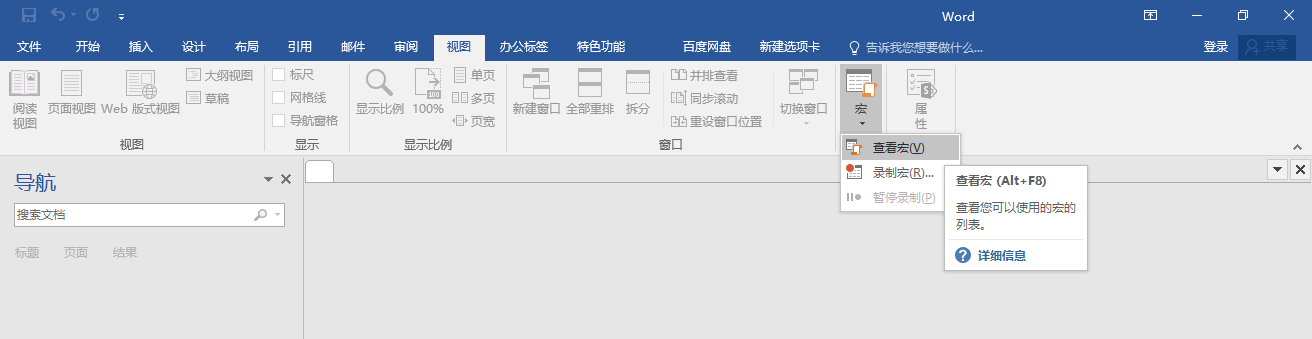 Word
文件 开始 插入 设计 布局 引用 邮件 审阅 视图 办公标签 特色功能 百度网盘 新建选项卡 告诉我您想要做什么... 登录 共享
阅读
视图
页面视图
Web 版式视图
大纲视图
草稿
视图
标尺
网格线
导航窗格
显示
显示比例
100
100%
单页
多页
页宽
显示比例
新建窗口
全部重排
拆分
并排查看
同步滚动
重设窗口位置
切换窗口
窗口
宏
属
性
查看宏(V)
录制宏(R)...
暂停录制(P)
查看宏 (Alt+F8)
查看您可以使用的宏的
列表。
详细信息
导航
搜索文档
标题 页面 结果